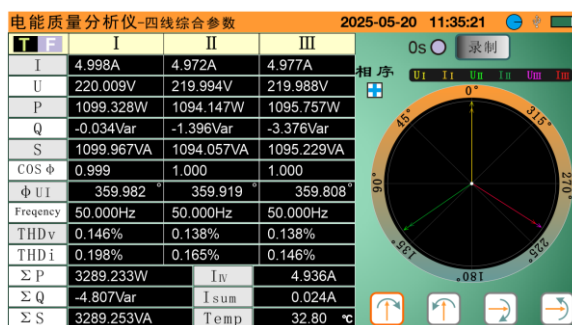 电能质量分析仪-四线综合参数 2025-05-20 11:35:21
T F I II III
I 4.998A 4.972A 4.977A
U 220.009V 219.994V 219.988V
P 1099.328W 1094.147W 1095.757W
Q -0.034Var -1.396Var -3.376Var
S 1099.967VA 1094.057VA 1095.229VA
COS φ 0.999 1.000 1.000
φ UI 359.982 ° 359.919 ° 359.808°
Freqency 50.000Hz 50.000Hz 50.000Hz
THDv 0.146% 0.138% 0.138%
THDi 0.198% 0.165% 0.146%
Σ P 3289.233W IN 4.936A
Σ Q -4.807Var Isum 0.024A
Σ S 3289.253VA Temp 32.80 ℃
0s 录制
相序 UI II UII III UIII IIII
0°
45°
315°
90°
270°
135°
225°
180°